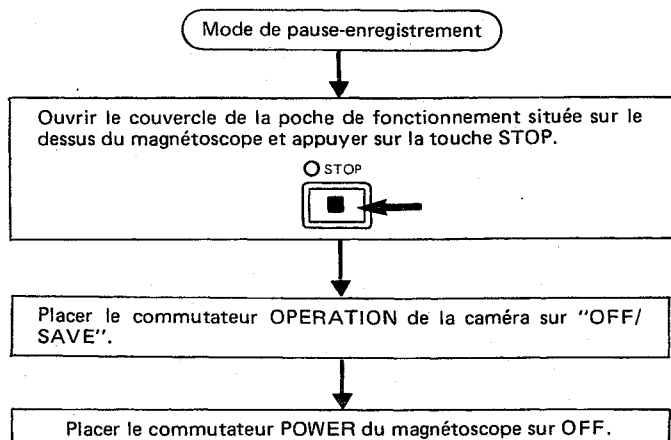 Mode de pause-enregistrement
Ouvrir le couvercle de la poche de fonctionnement située sur le
dessus du magnétoscope et appuyer sur la touche STOP.
STOP
Placer le commutateur OPERATION de la caméra sur "OFF/
SAVE".
Placer le commutateur POWER du magnétoscope sur OFF.